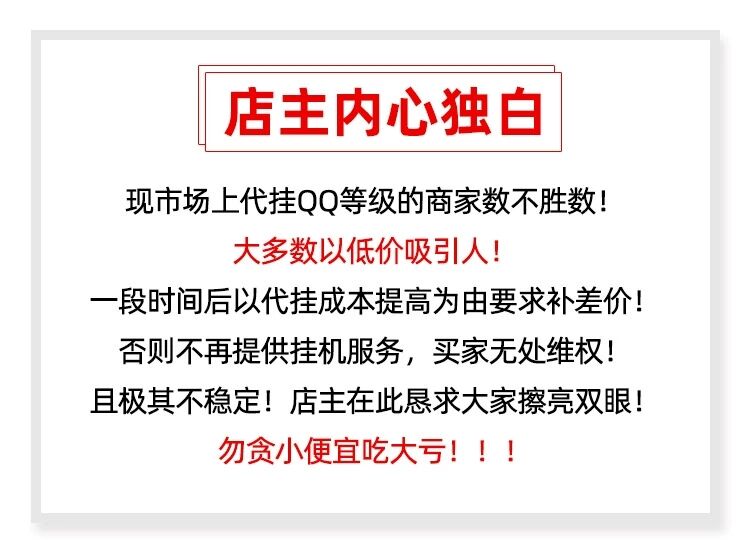 店主内心独白
现市场上代挂QQ等级的商家数不胜数！
大多数以低价吸引人！
一段时间后以代挂成本提高为由要求补差价！
否则不再提供挂机服务，买家无处维权！
且极其不稳定！店主在此恳求大家擦亮双眼！
勿贪小便宜吃大亏！！！